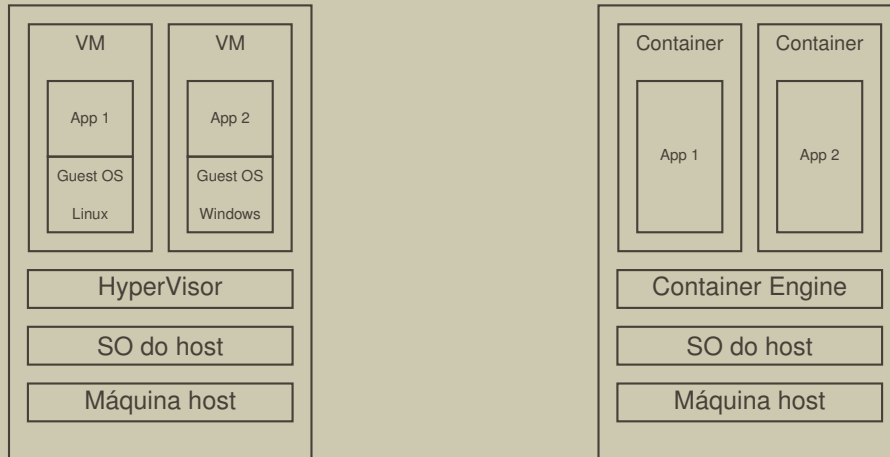 VM
VM
App 1
App 2
Guest OS
Linux
Guest OS
Windows
HyperVisor
SO do host
Máquina host
Container
Container
App 1
App 2
Container Engine
SO do host
Máquina host